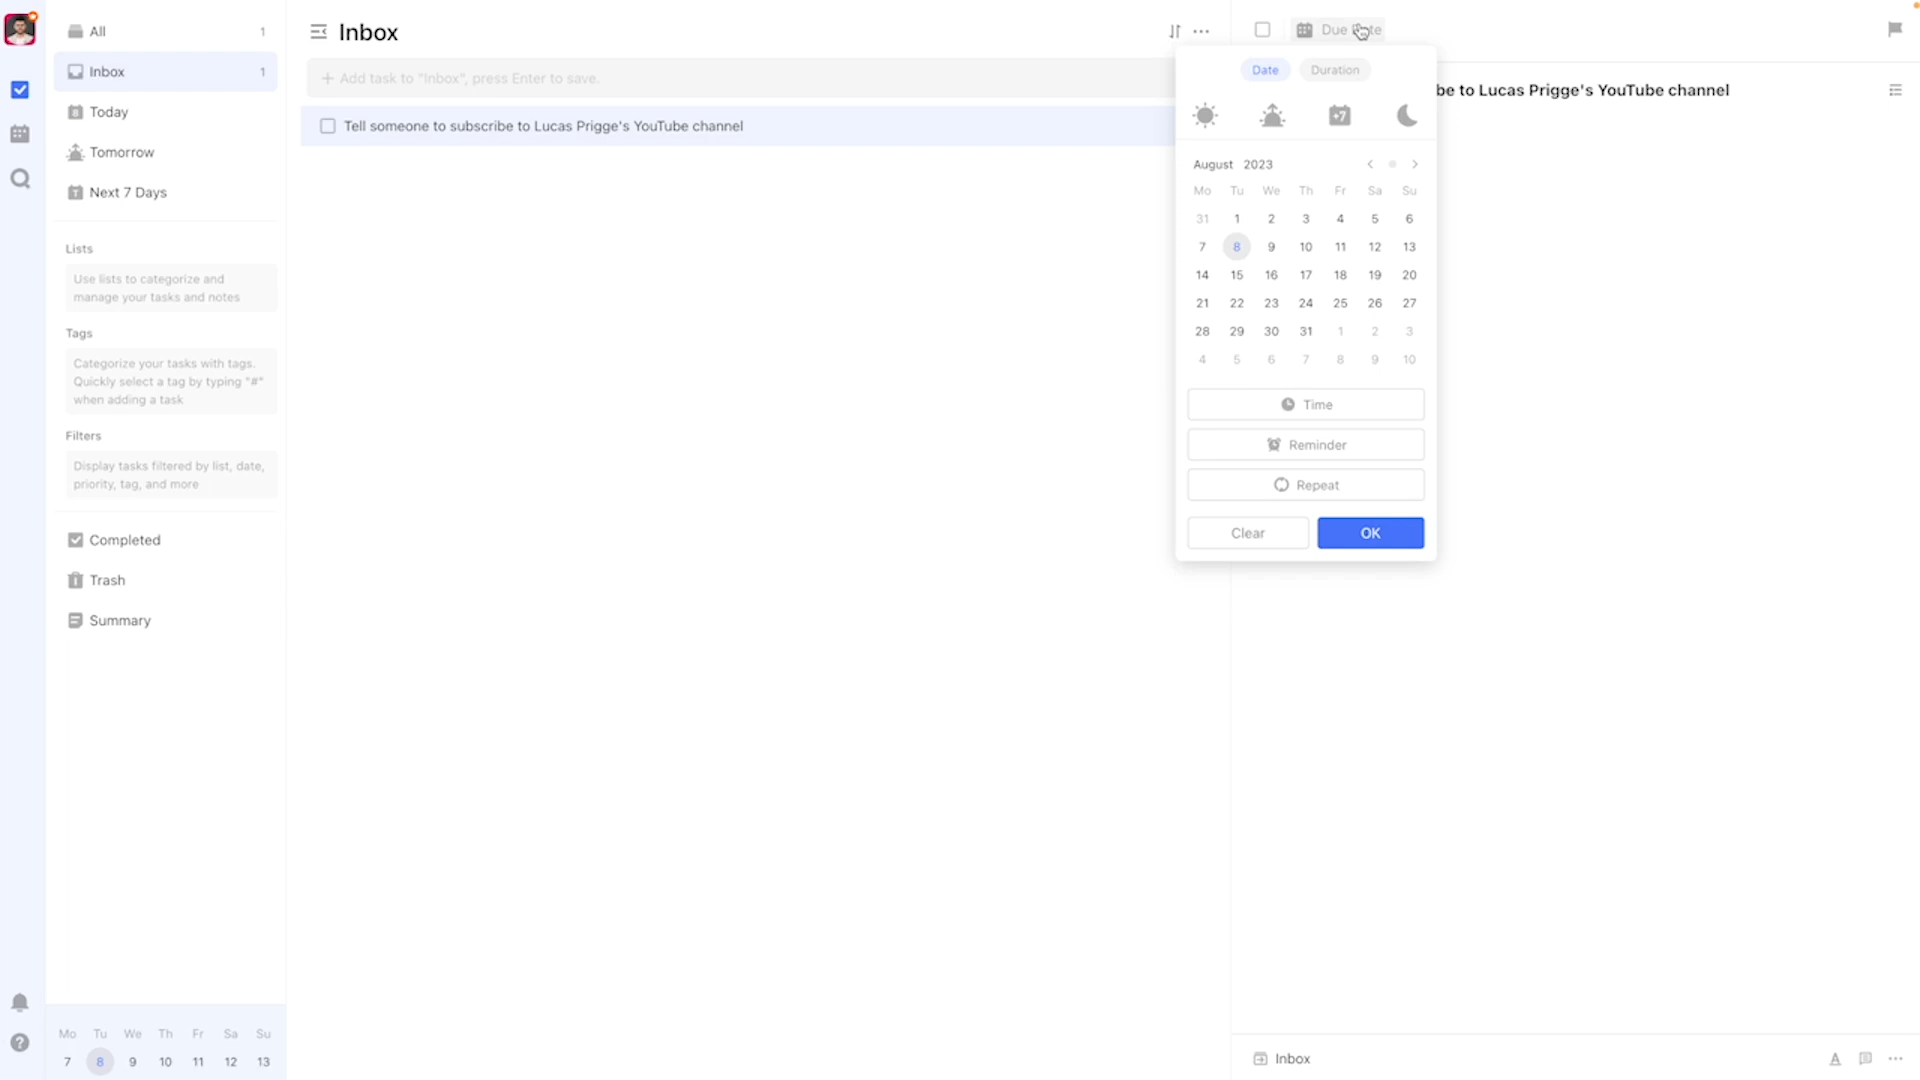 All 1
Inbox 1
Today
Tomorrow
Next 7 Days
Lists
Use lists to categorize and
manage your tasks and notes
Tags
Categorize your tasks with tags.
Quickly select a tag by typing "#"
when adding a task
Filters
Display tasks filtered by list, date,
priority, tag, and more
Completed
Trash
Summary
Mo Tu We Th Fr Sa Su
7 8 9 10 11 12 13
Inbox
+ Add task to "Inbox", press Enter to save.
Tell someone to subscribe to Lucas Prigge's YouTube channel
Due
be to Lucas Prigge's YouTube channel
Date Duration
+7
August 2023
Mo Tu We Th Fr Sa Su
31 1 2 3 4 5 6
7 8 9 10 11 12 13
14 15 16 17 18 19 20
21 22 23 24 25 26 27
28 29 30 31 1 2 3
4 5 6 7 8 9 10
Time
Reminder
Repeat
Clear OK
Inbox